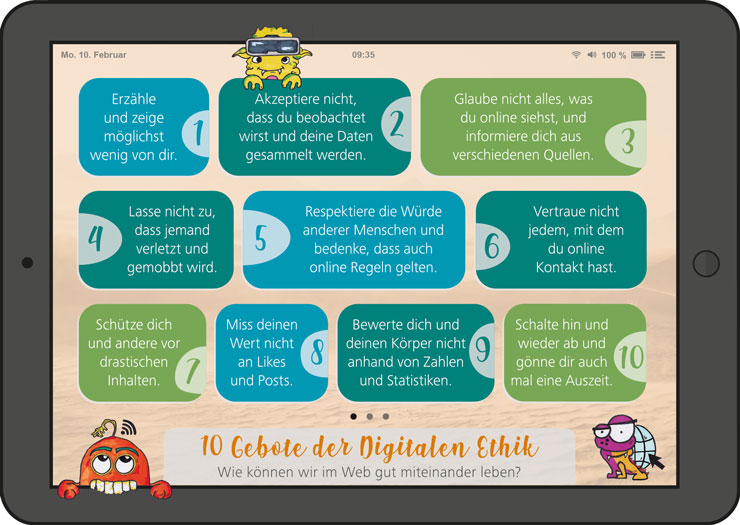 Mo. 10. Februar
09:35
100 %
Erzähle
und zeige
möglichst
wenig von dir.
1
Akzeptiere nicht,
dass du beobachtet
wirst und deine Daten
gesammelt werden.
2
Glaube nicht alles, was
du online siehst, und
informiere dich aus
verschiedenen Quellen.
3
4
Lasse nicht zu,
dass jemand
verletzt und
gemobbt wird.
5
Respektiere die Würde
anderer Menschen und
bedenke, dass auch
online Regeln gelten.
6
Vertraue nicht
jedem, mit dem
du online
Kontakt hast.
Schütze dich
und andere vor
drastischen
Inhalten.
7
Miss deinen
Wert nicht
an Likes
und Posts.
8
Bewerte dich und
deinen Körper nicht
anhand von Zahlen
und Statistiken.
9
Schalte hin und
wieder ab und
gönne dir auch
mal eine Auszeit.
10
10 Gebote der Digitalen Ethik
Wie können wir im Web gut miteinander leben?